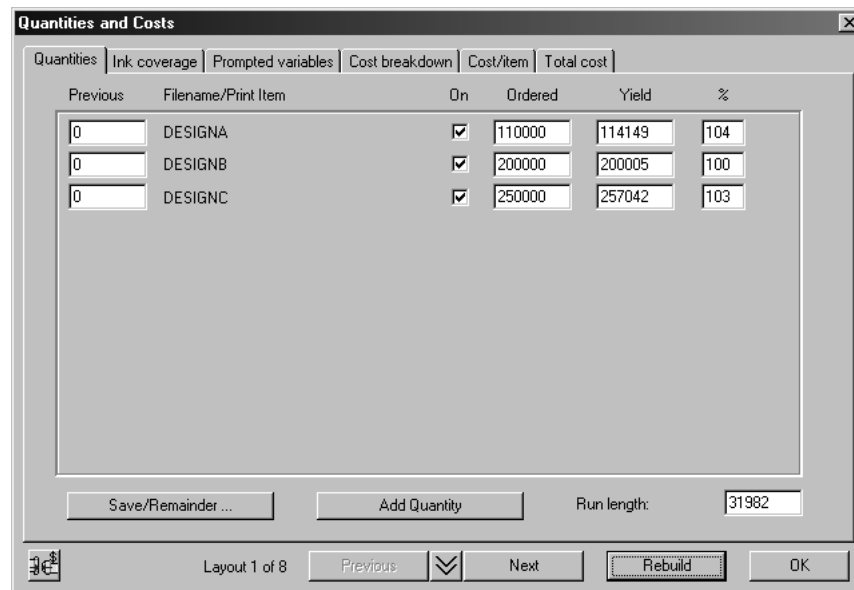 Quantities and Costs
Quantities Ink coverage Prompted variables Cost breakdown Cost/item Total cost
Previous Filename/Print Item On Ordered Yield %
0 DESIGNA 110000 114149 104
0 DESIGNB 200000 200005 100
0 DESIGNC 250000 257042 103
Save/Remainder ... Add Quantity Run length: 31982
Layout 1 of 8 Previous Next Rebuild OK